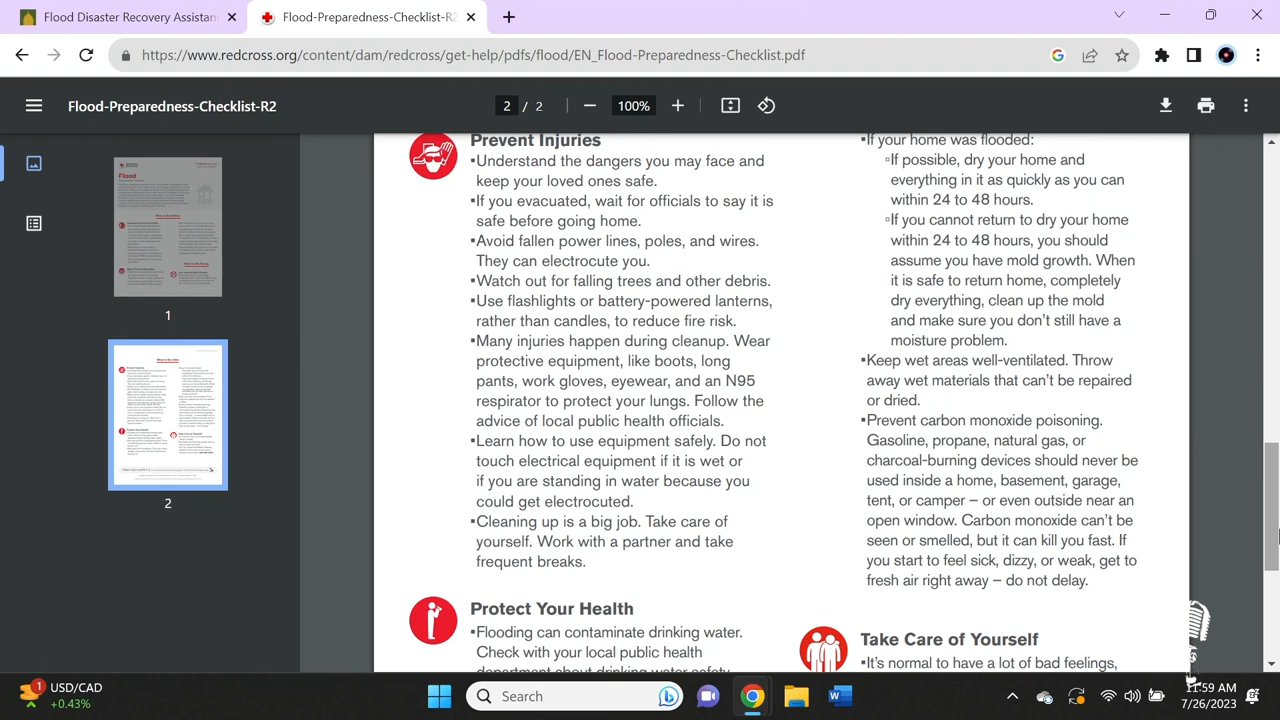 Flood Disaster Recovery Assistan
Flood-Preparedness-Checklist-R2
https://www.redcross.org/content/dam/redcross/get-help/pdfs/flood/EN_Flood-Preparedness-Checklist.pdf
Flood-Preparedness-Checklist-R2
2 / 2
100%
1
2
Prevent Injuries
▪Understand the dangers you may face and
keep your loved ones safe.
▪If you evacuated, wait for officials to say it is
safe before going home.
▪Avoid fallen power lines, poles, and wires.
They can electrocute you.
▪Watch out for falling trees and other debris.
▪Use flashlights or battery-powered lanterns,
rather than candles, to reduce fire risk.
▪Many injuries happen during cleanup. Wear
protective equipment, like boots, long
pants, work gloves, eyewear, and an N95
respirator to protect your lungs. Follow the
advice of local public health officials.
▪Learn how to use equipment safely. Do not
touch electrical equipment if it is wet or
if you are standing in water because you
could get electrocuted.
▪Cleaning up is a big job. Take care of
yourself. Work with a partner and take
frequent breaks.
Protect Your Health
▪Flooding can contaminate drinking water.
Check with your local public health
department about drinking water safety
▪If your home was flooded:
▫If possible, dry your home and
everything in it as quickly as you can
within 24 to 48 hours.
▫If you cannot return to dry your home
within 24 to 48 hours, you should
assume you have mold growth. When
it is safe to return home, completely
dry everything, clean up the mold
and make sure you don't still have a
moisture problem.
▪Keep wet areas well-ventilated. Throw
away wet materials that can't be repaired
or dried.
▪Prevent carbon monoxide poisoning.
Gasoline, propane, natural gas, or
charcoal-burning devices should never be
used inside a home, basement, garage,
tent, or camper – or even outside near an
open window. Carbon monoxide can't be
seen or smelled, but it can kill you fast. If
you start to feel sick, dizzy, or weak, get to
fresh air right away – do not delay.
Take Care of Yourself
▪It's normal to have a lot of bad feelings,
1
USD/CAD
+0.43%
Search
11:59 AM
7/26/2023